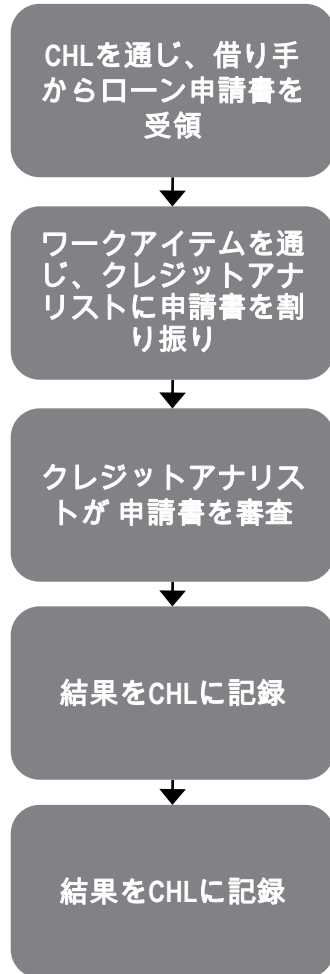 CHLを通じ、借り手
からローン申請書を
受領
ワークアイテムを通
じ、クレジットアナ
リストに申請書を割
り振り
クレジットアナリス
トが 申請書を審査
結果をCHLに記録
結果をCHLに記録